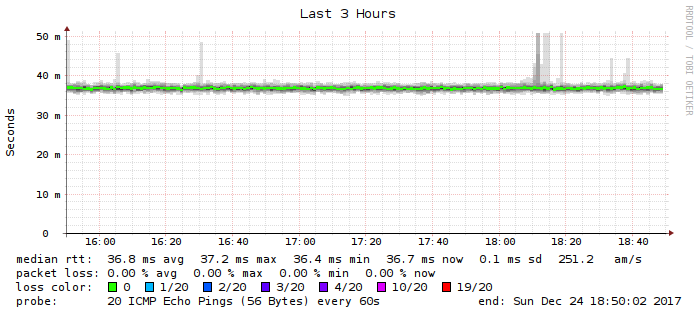 Last 3 Hours
RRDTOOL / TOBI OETIKER
Seconds
50 m
40 m
30 m
20 m
10 m
0
16:00 16:20 16:40 17:00 17:20 17:40 18:00 18:20 18:40
median rtt: 36.8 ms avg 37.2 ms max 36.4 ms min 36.7 ms now 0.1 ms sd 251.2 am/s
packet loss: 0.00 % avg 0.00 % max 0.00 % min 0.00 % now
loss color: 0 1/20 2/20 3/20 4/20 10/20 19/20
probe: 20 ICMP Echo Pings (56 Bytes) every 60s end: Sun Dec 24 18:50:02 2017